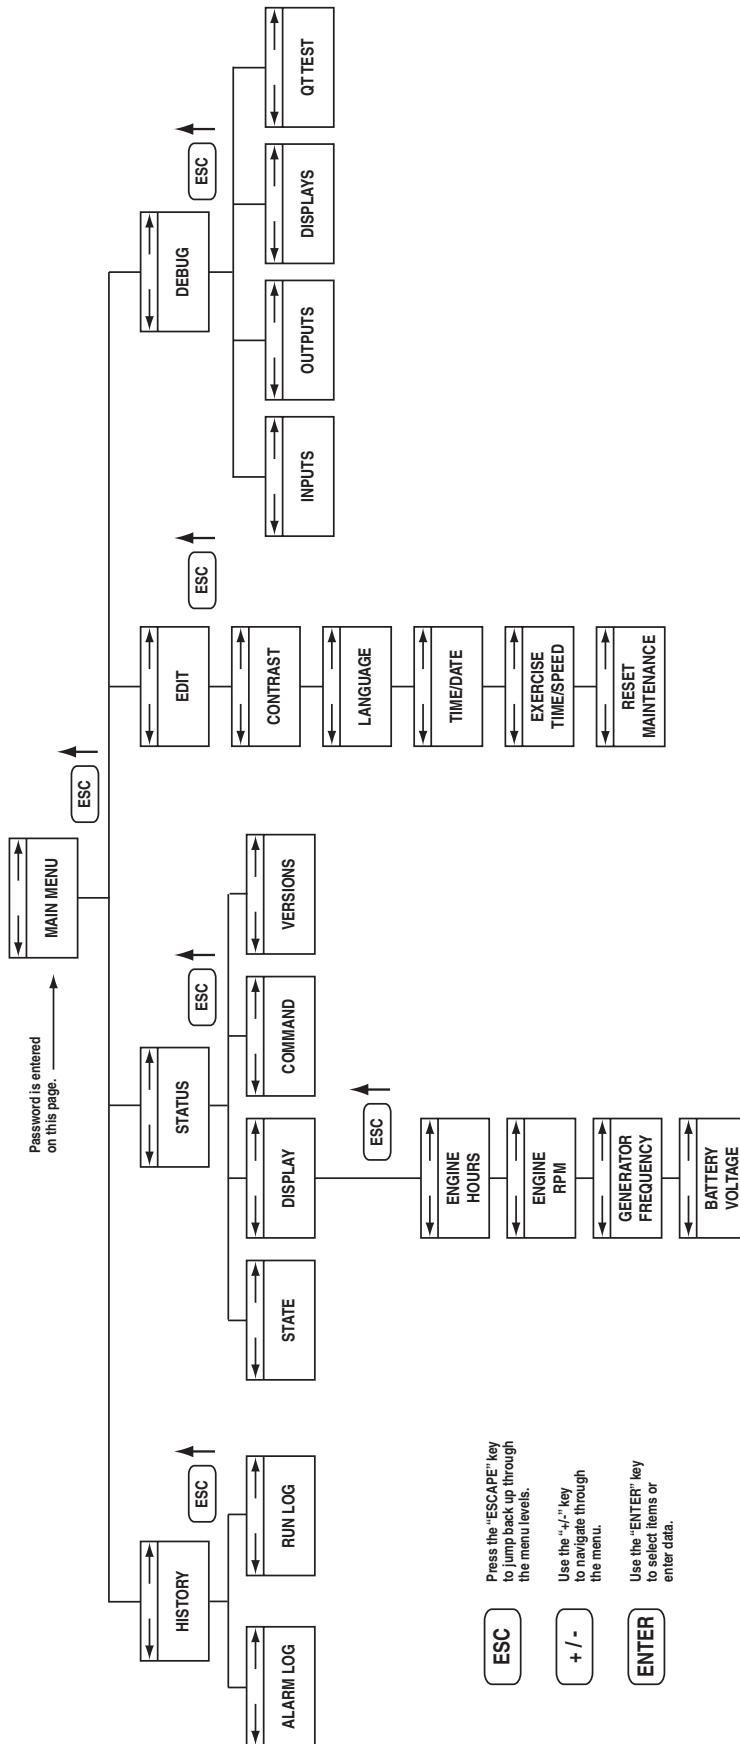 Password is entered
on this page.
MAIN MENU
ESC
HISTORY
ESC
ALARM LOG
RUN LOG
STATUS
ESC
STATE
DISPLAY
COMMAND
VERSIONS
ESC
ENGINE
HOURS
ENGINE
RPM
GENERATOR
FREQUENCY
BATTERY
VOLTAGE
EDIT
ESC
CONTRAST
LANGUAGE
TIME/DATE
EXERCISE
TIME/SPEED
RESET
MAINTENANCE
DEBUG
ESC
INPUTS
OUTPUTS
DISPLAYS
QT TEST
ESC
Press the "ESCAPE" key
to jump back up through
the menu levels.
+ / -
Use the "+/-" key
to navigate through
the menu.
ENTER
Use the "ENTER" key
to select items or
enter data.